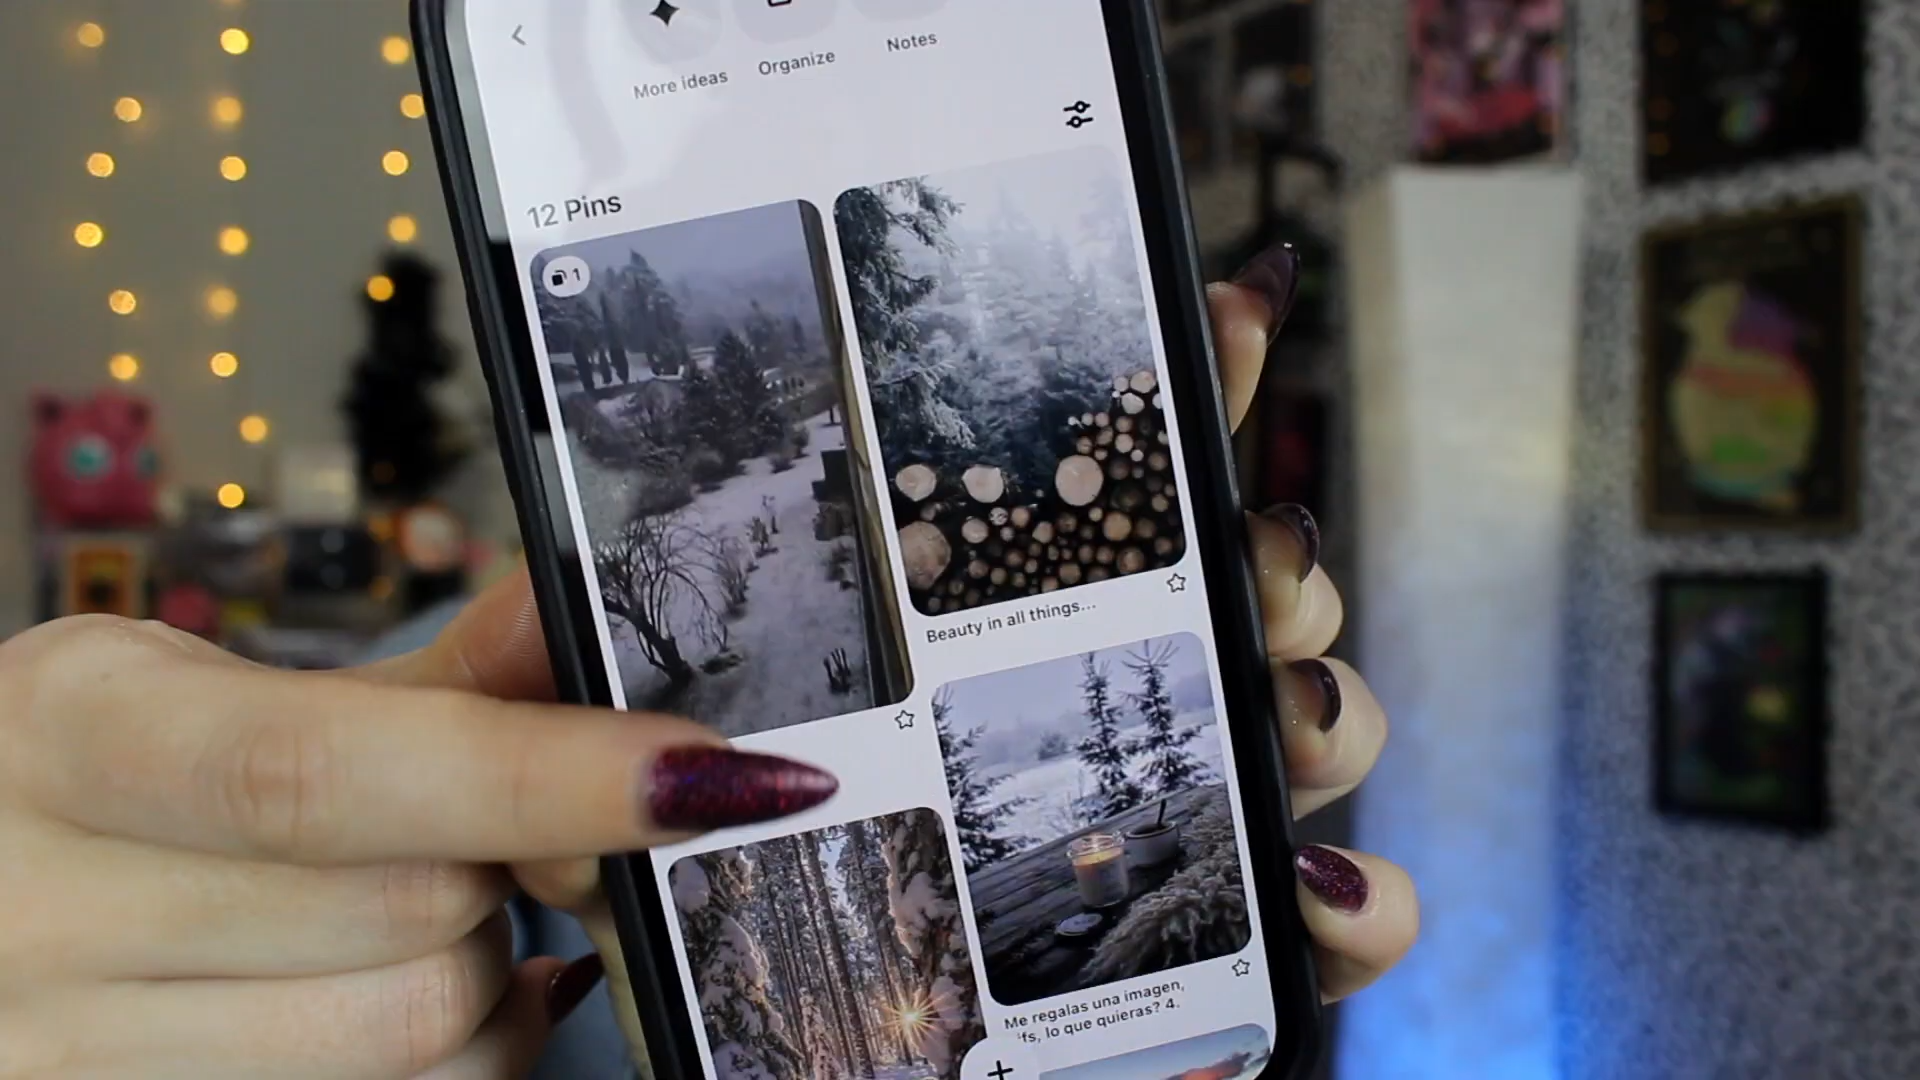 More ideas
Organize
Notes
12 Pins
1
Beauty in all things...
Me regalas una imagen,
fs, lo que quieras? 4.